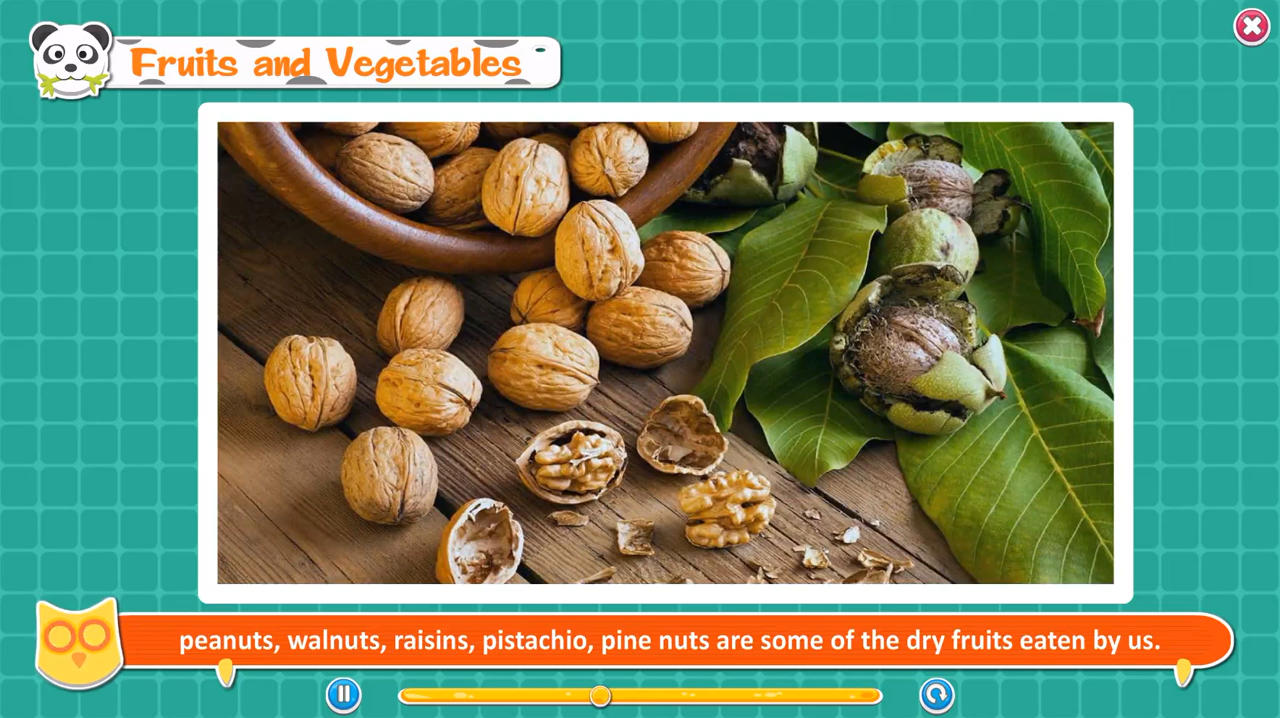 Fruits and Vegetables
peanuts, walnuts, raisins, pistachio, pine nuts are some of the dry fruits eaten by us.